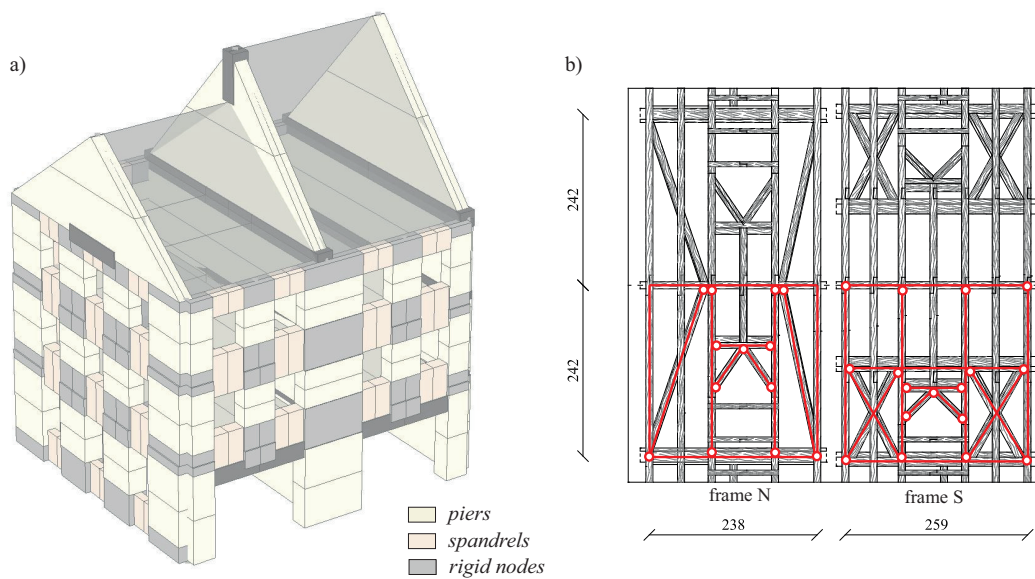 a)
b)
242
242
piers
spandrels
rigid nodes
frame N
frame S
238
259